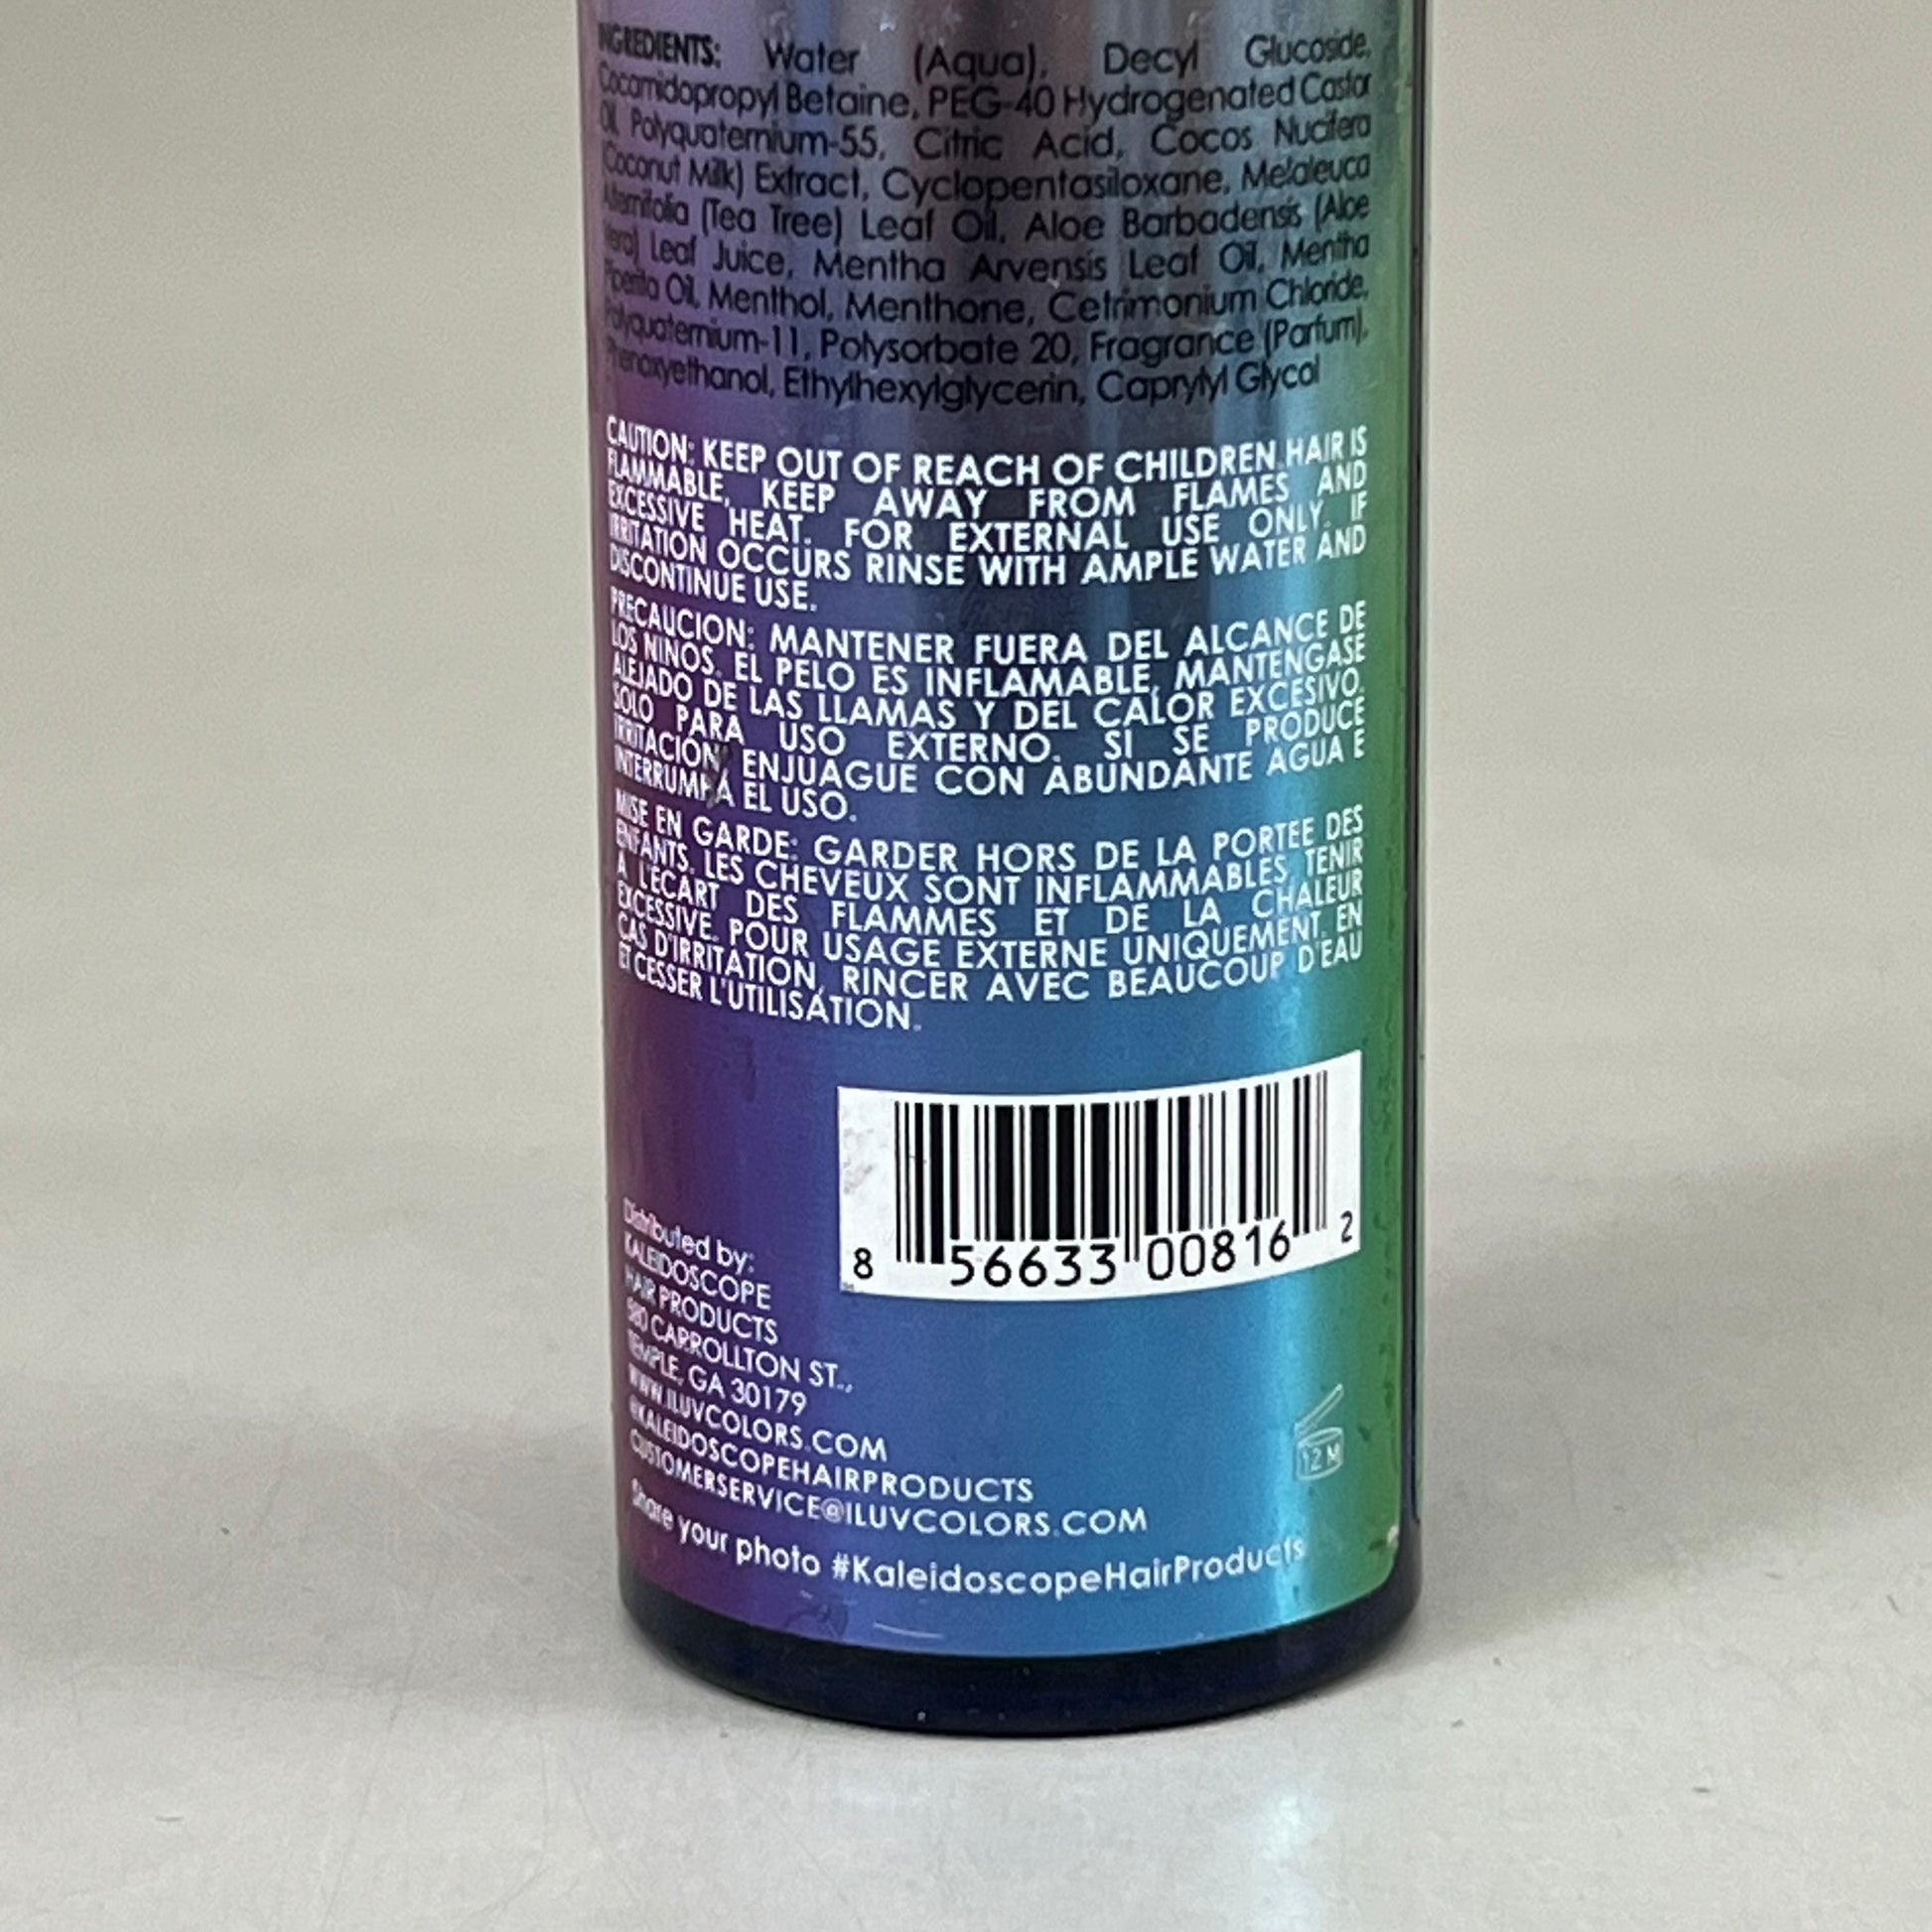 INGREDIENTS: Water (Aqua), Decyl Glucoside,
Cocamidopropyl Betaine, PEG-40 Hydrogenated Castor
Oil, Polyquaternium-55, Citric Acid, Cocos Nucifera
(Coconut Milk) Extract, Cyclopentasiloxane, Melaleuca
Alternifolia (Tea Tree) Leaf Oil, Aloe Barbadensis (Aloe
Vera) Leaf Juice, Mentha Arvensis Leaf Oil, Mentha
Piperita Oil, Menthol, Menthone, Cetrimonium Chloride,
Polyquaternium-11, Polysorbate 20, Fragrance (Parfum),
Phenoxyethanol, Ethylhexylglycerin, Caprylyl Glycol
CAUTION: KEEP OUT OF REACH OF CHILDREN. HAIR IS
FLAMMABLE, KEEP AWAY FROM FLAMES AND
EXCESSIVE HEAT. FOR EXTERNAL USE ONLY. IF
IRRITATION OCCURS RINSE WITH AMPLE WATER AND
DISCONTINUE USE.
PRECAUCION: MANTENER FUERA DEL ALCANCE DE
LOS NINOS. EL PELO ES INFLAMABLE, MANTENGASE
ALEJADO DE LAS LLAMAS Y DEL CALOR EXCESIVO.
SOLO PARA USO EXTERNO. SI SE PRODUCE
IRRITACIÓN, ENJUAGUE CON ABUNDANTE AGUA E
INTERRUMPA EL USO.
MISE EN GARDE: GARDER HORS DE LA PORTEE DES
ENFANTS. LES CHEVEUX SONT INFLAMMABLES, TENIR
A L'ECART DES FLAMMES ET DE LA CHALEUR
EXCESSIVE. POUR USAGE EXTERNE UNIQUEMENT. EN
CAS D'IRRITATION, RINCER AVEC BEAUCOUP D'EAU
ET CESSER L'UTILISATION.
8 56633 00816 2
Distributed by:
KALEIDOSCOPE
HAIR PRODUCTS
980 CARROLLTON ST.,
TEMPLE, GA 30179
WWW.ILUVCOLORS.COM
@KALEIDOSCOPEHAIRPRODUCTS
CUSTOMERSERVICE@ILUVCOLORS.COM
12 M
Share your photo #KaleidoscopeHairProducts